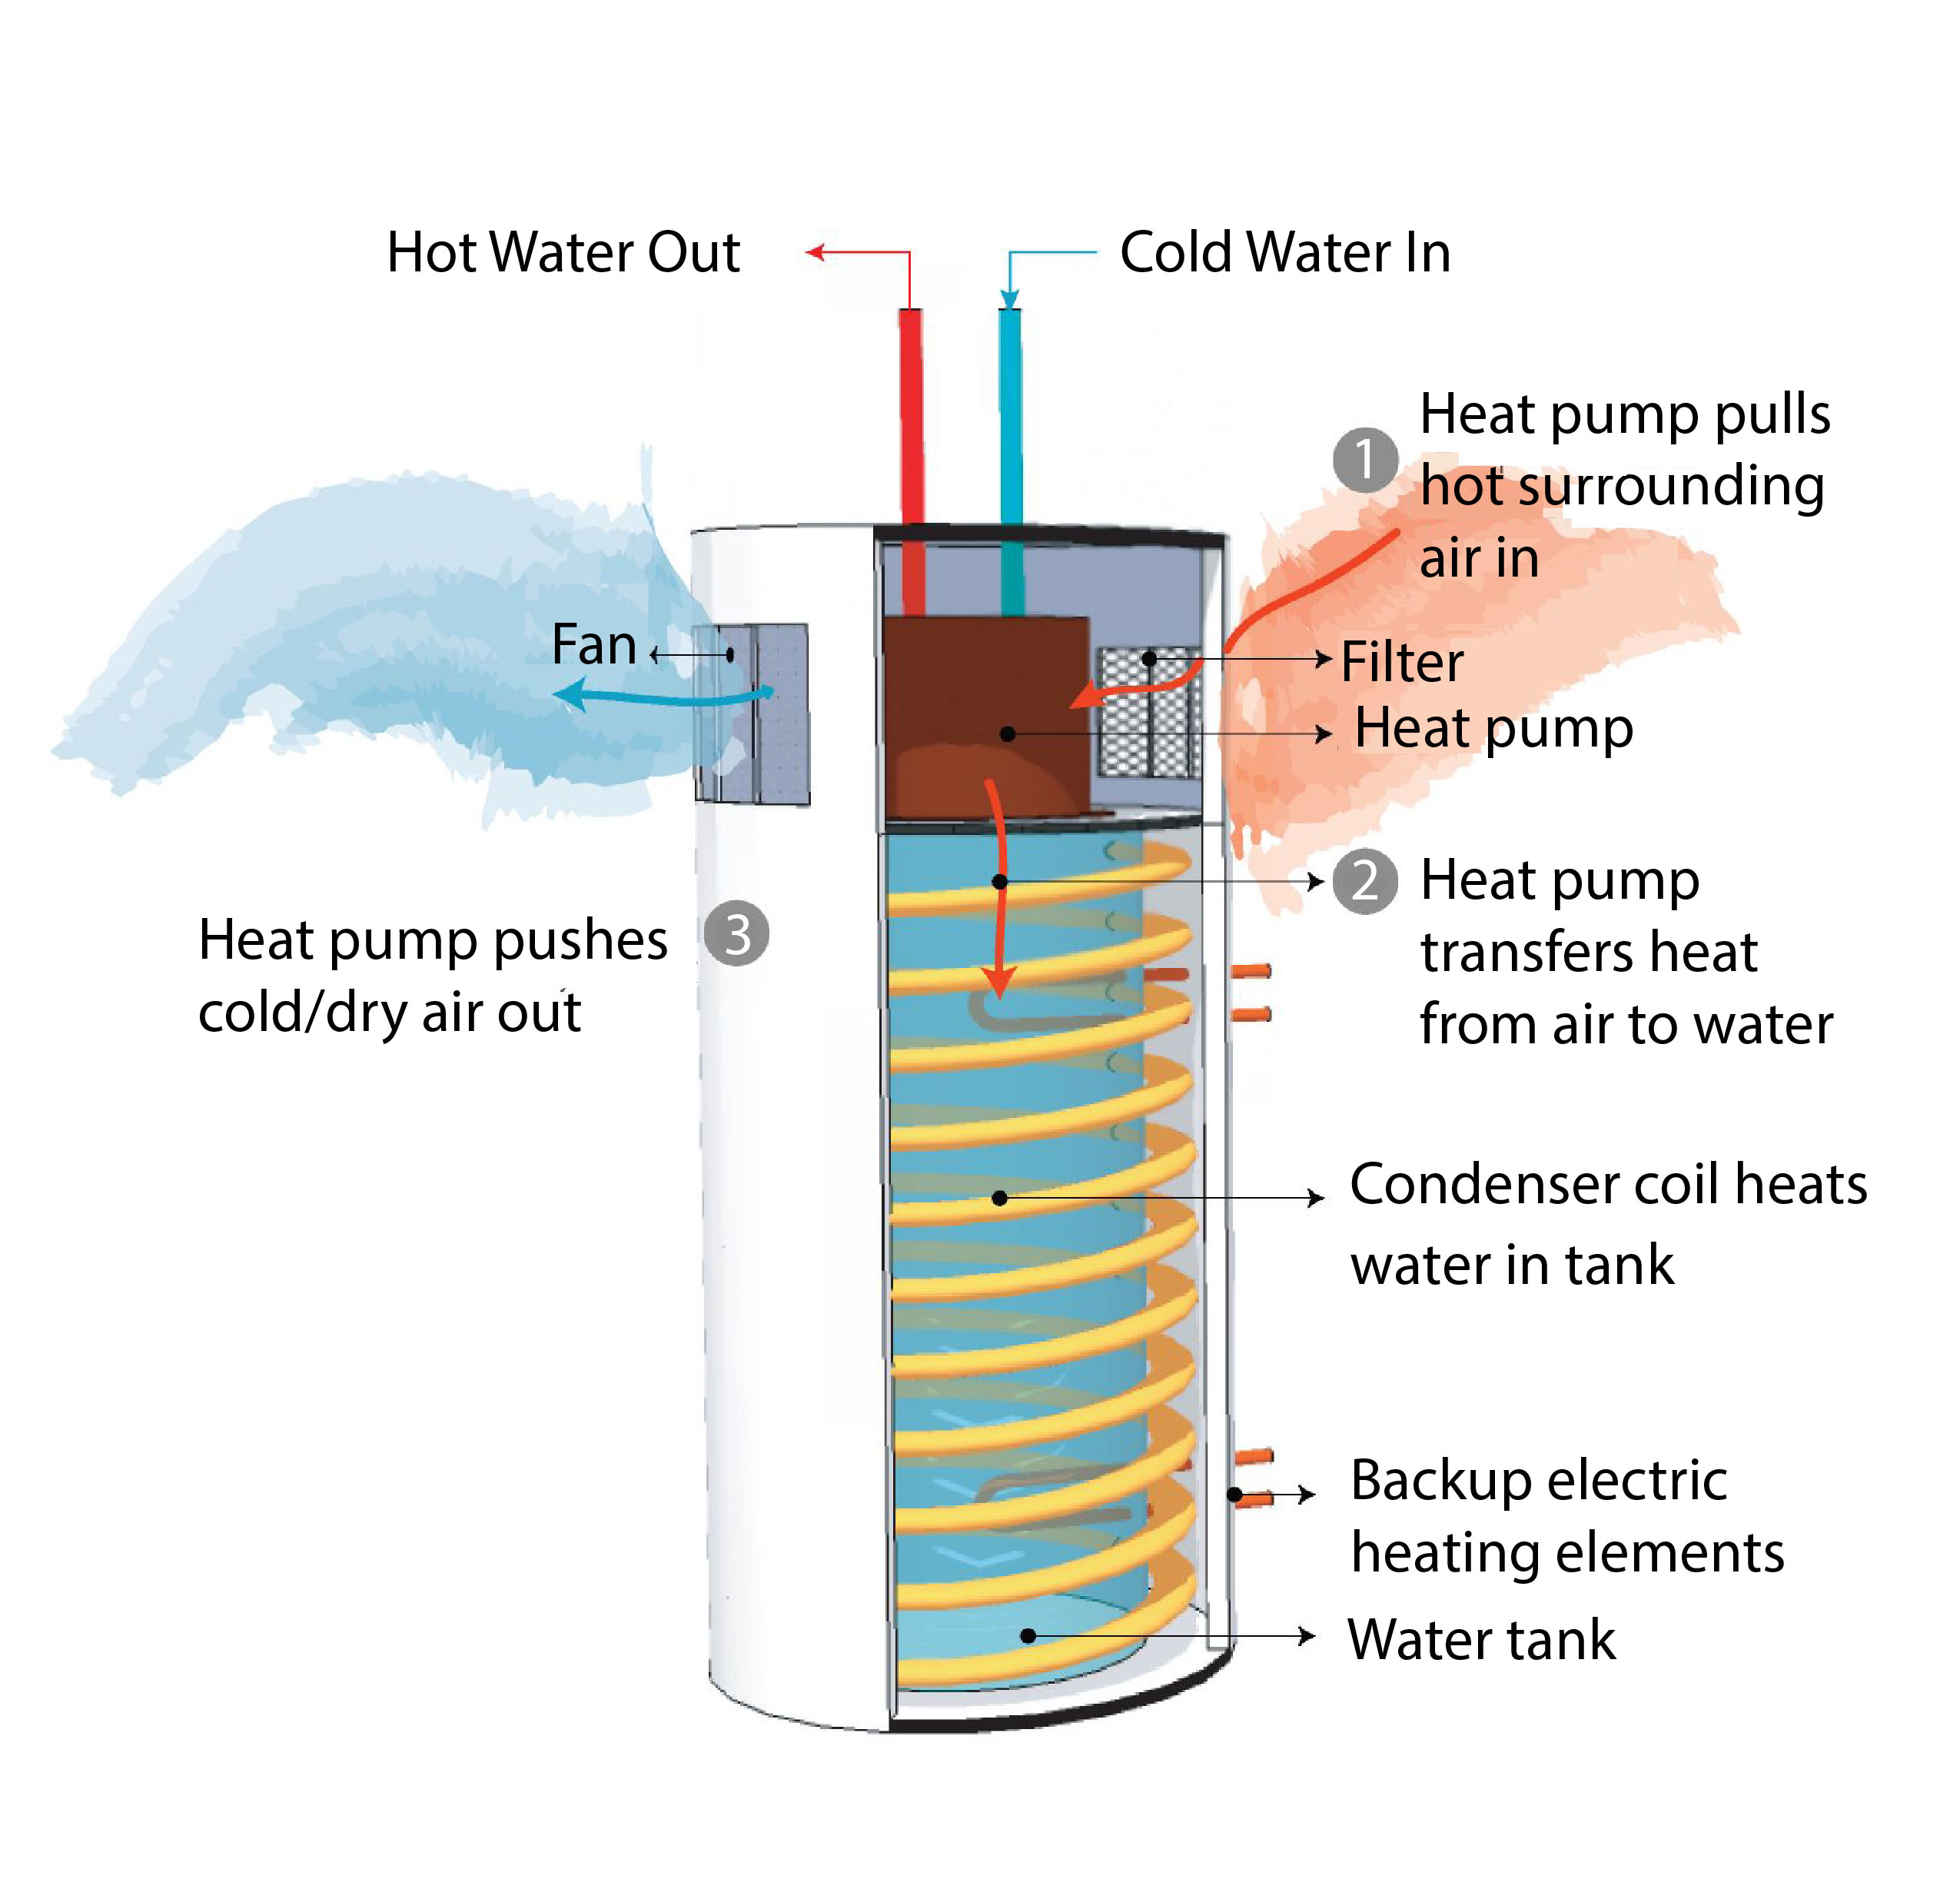 Hot Water Out
Cold Water In
1
Heat pump pulls
hot surrounding
air in
Fan
Filter
Heat pump
2
Heat pump
transfers heat
from air to water
3
Heat pump pushes
cold/dry air out
Condenser coil heats
water in tank
Backup electric
heating elements
Water tank